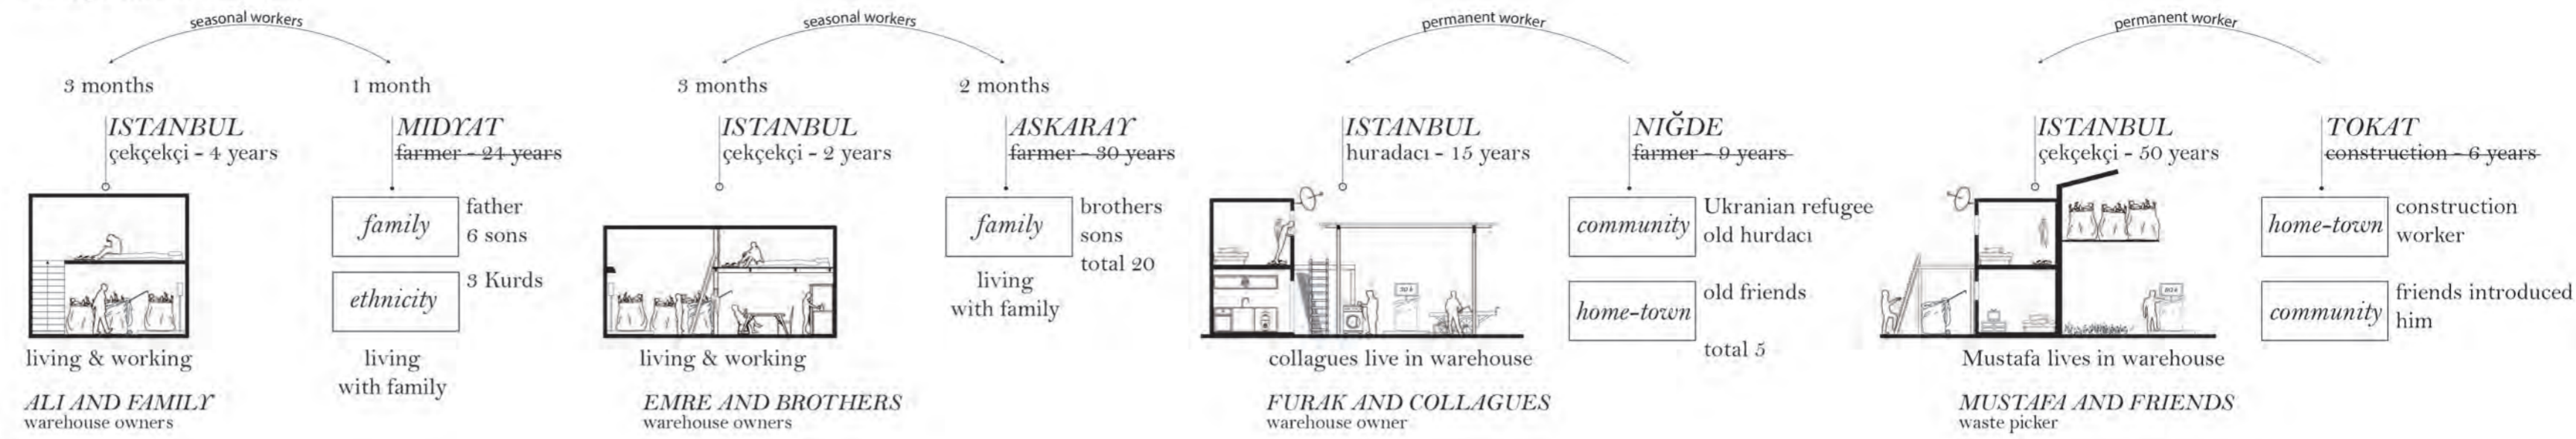 seasonal workers
3 months
1 month
ISTANBUL
çekçekçi - 4 years
MIDYAT
farmer - 24 years
family
father
6 sons
ethnicity
3 Kurds
living & working
living
with family
ALI AND FAMILY
warehouse owners
seasonal workers
3 months
2 months
ISTANBUL
çekçekçi - 2 years
ASKARAY
farmer - 30 years
family
brothers
sons
total 20
living
with family
living & working
EMRE AND BROTHERS
warehouse owners
permanent worker
ISTANBUL
huradacı - 15 years
NIĞDE
farmer - 9 years
community
Ukranian refugee
old hurdacı
home-town
old friends
total 5
collagues live in warehouse
FURAK AND COLLAGUES
warehouse owner
permanent worker
ISTANBUL
çekçekçi - 50 years
TOKAT
construction - 6 years
home-town
construction
worker
community
friends introduced
him
Mustafa lives in warehouse
MUSTAFA AND FRIENDS
waste picker